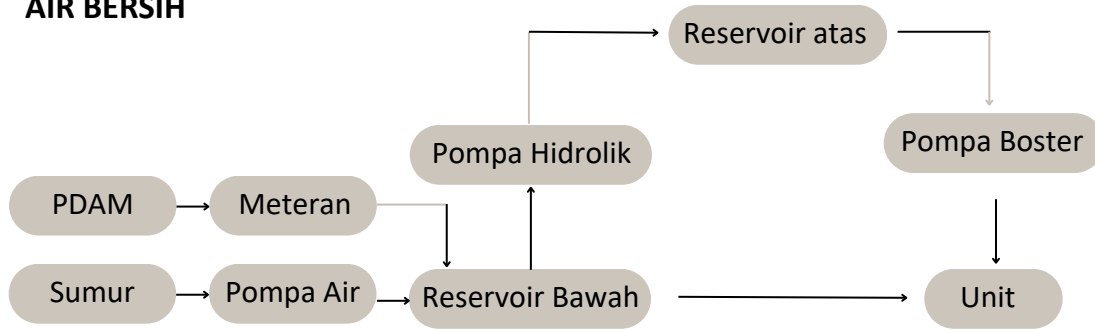 AIR BERSIH
Reservoir atas
Pompa Hidrolik
Pompa Boster
PDAM
Meteran
Sumur
Pompa Air
Reservoir Bawah
Unit